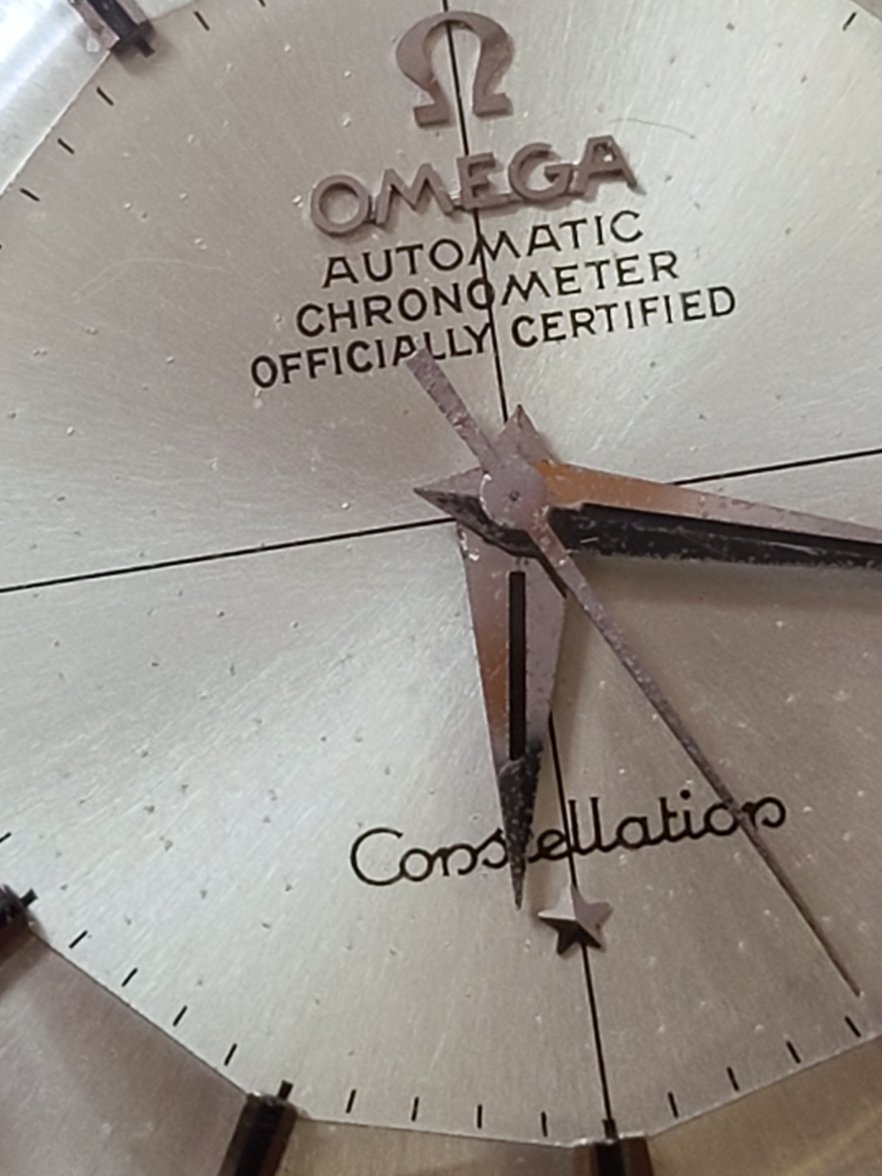 Ω
OMEGA
AUTOMATIC
CHRONOMETER
OFFICIALLY CERTIFIED
Constellation